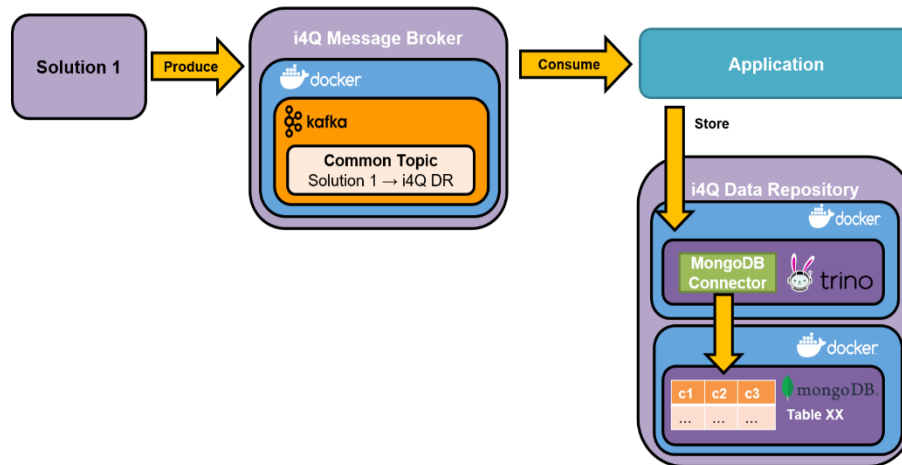 Solution 1
Produce
i4Q Message Broker
docker
kafka
Common Topic
Solution 1 → i4Q DR
Consume
Application
Store
i4Q Data Repository
docker
MongoDB
Connector
trino
docker
c1 c2 c3
... ... ...
mongoDB.
Table XX